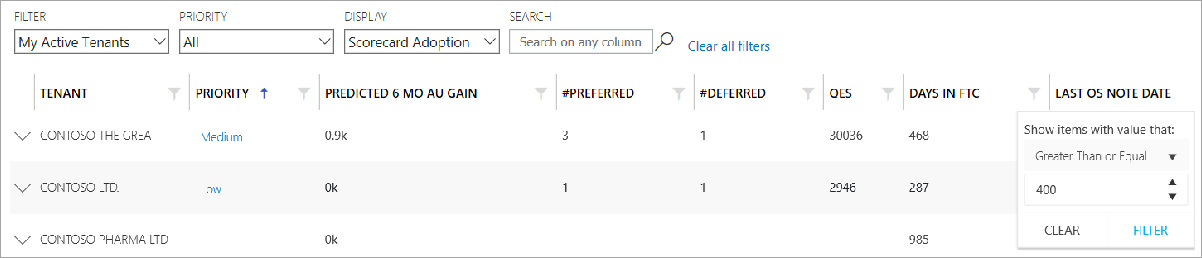 FILTER PRIORITY DISPLAY SEARCH
My Active Tenants All Scorecard Adoption Search on any column Clear all filters
TENANT PRIORITY ↑ PREDICTED 6 MO AU GAIN #PREFERRED #DEFERRED OES DAYS IN FTC LAST OS NOTE DATE
Show items with value that:
CONTOSO THE GREA Medium 0.9k 3 1 30036 468
Greater Than or Equal
CONTOSO LTD. Low 0k 1 1 2946 287
400
CLEAR FILTER
CONTOSO PHARMA LTD 0k 985